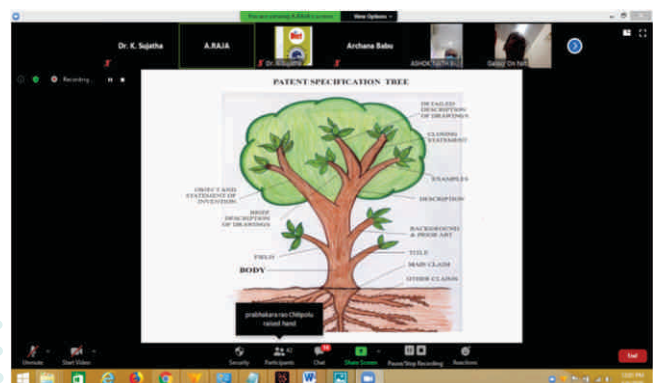 You are viewing A.RAJA's screen
View Options
Dr. K. Sujatha
A.RAJA
Archana Babu
Recording...
PATENT SPECIFICATION TREE
DETAILED
DESCRIPTION
OF DRAWINGS
CLOSING
STATEMENT
EXAMPLES
DESCRIPTION
OBJECT AND
STATEMENT OF
INVENTION
BRIEF
DESCRIPTION
OF DRAWINGS
BACKGROUND
& PRIOR ART
FIELD
TITLE
BODY
MAIN CLAIM
OTHER CLAIMS
prabhakara rao Chilipolu
raised hand
Unmute
Start Video
Security
Participants
42
Chat
Share Screen
Pause/Stop Recording
Reactions
End